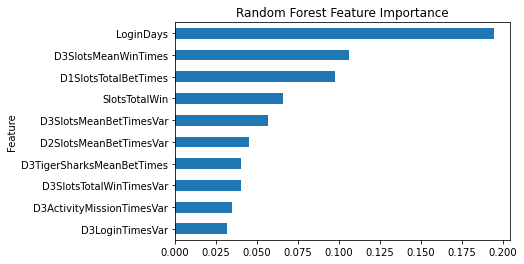 Random Forest Feature Importance
LoginDays
D3SlotsMeanWinTimes
D1SlotsTotalBetTimes
SlotsTotalWin
D3SlotsMeanBetTimesVar
D2SlotsMeanBetTimesVar
D3TigerSharksMeanBetTimes
D3SlotsTotalWinTimesVar
D3ActivityMissionTimesVar
D3LoginTimesVar
Feature
0.000 0.025 0.050 0.075 0.100 0.125 0.150 0.175 0.200